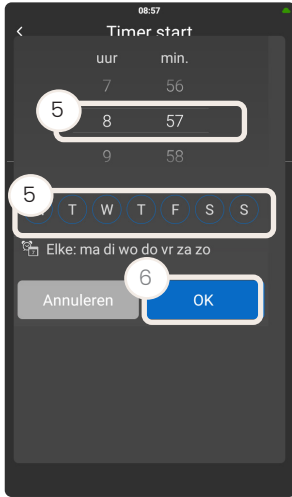 08:57
< Timer start
uur min.
7 56
5
8 57
9 58
5
T W T F S S
Elke: ma di wo do vr za zo
6
Annuleren OK